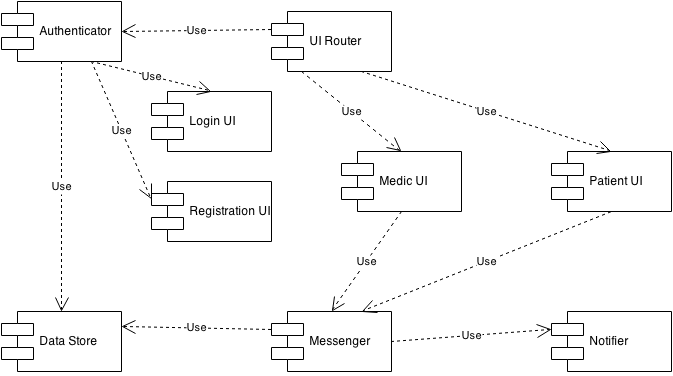 Authenticator
Use
UI Router
Use
Login UI
Use
Use
Use
Medic UI
Patient UI
Use
Registration UI
Use
Use
Data Store
Use
Messenger
Use
Notifier
Use